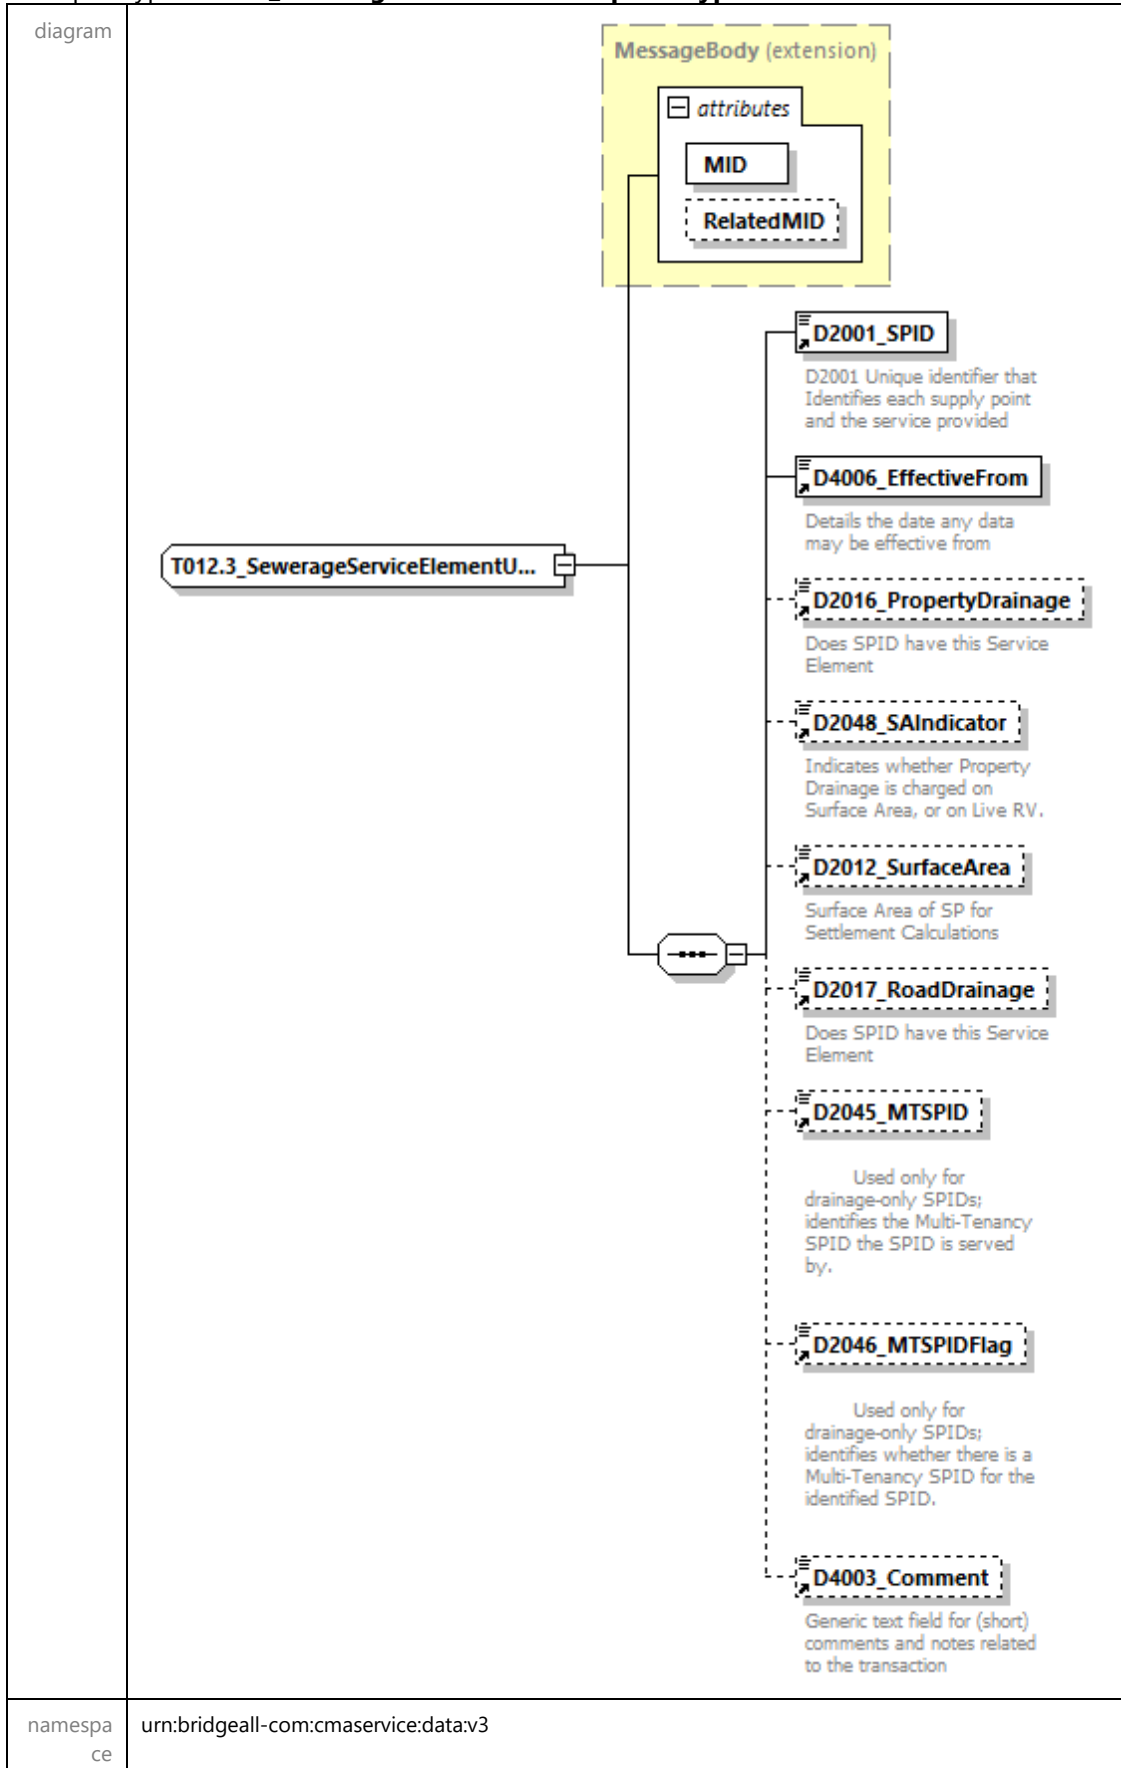 diagram
MessageBody (extension)
attributes
MID
RelatedMID
D2001_SPID
D2001 Unique identifier that
Identifies each supply point
and the service provided
D4006_EffectiveFrom
Details the date any data
may be effective from
T012.3_SewerageServiceElementU...
D2016_PropertyDrainage
Does SPID have this Service
Element
D2048_SAIndicator
Indicates whether Property
Drainage is charged on
Surface Area, or on Live RV.
D2012_SurfaceArea
Surface Area of SP for
Settlement Calculations
D2017_RoadDrainage
Does SPID have this Service
Element
D2045_MTSPID
Used only for
drainage-only SPIDs;
identifies the Multi-Tenancy
SPID the SPID is served
by.
D2046_MTSPIDFlag
Used only for
drainage-only SPIDs;
identifies whether there is a
Multi-Tenancy SPID for the
identified SPID.
D4003_Comment
Generic text field for (short)
comments and notes related
to the transaction
namespa
ce
urn:bridgeall-com:cmaservice:data:v3